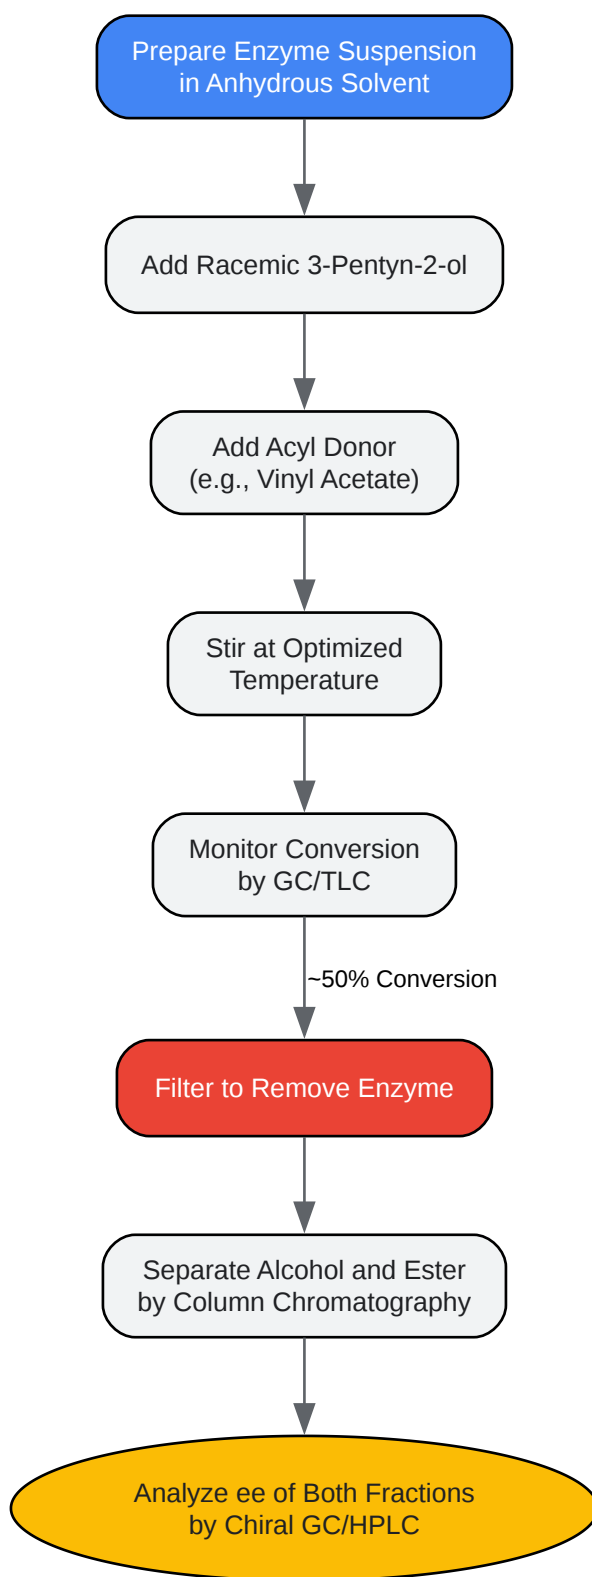 Prepare Enzyme Suspension
in Anhydrous Solvent
Add Racemic 3-Pentyn-2-ol
Add Acyl Donor
(e.g., Vinyl Acetate)
Stir at Optimized
Temperature
Monitor Conversion
by GC/TLC
~50% Conversion
Filter to Remove Enzyme
Separate Alcohol and Ester
by Column Chromatography
Analyze ee of Both Fractions
by Chiral GC/HPLC